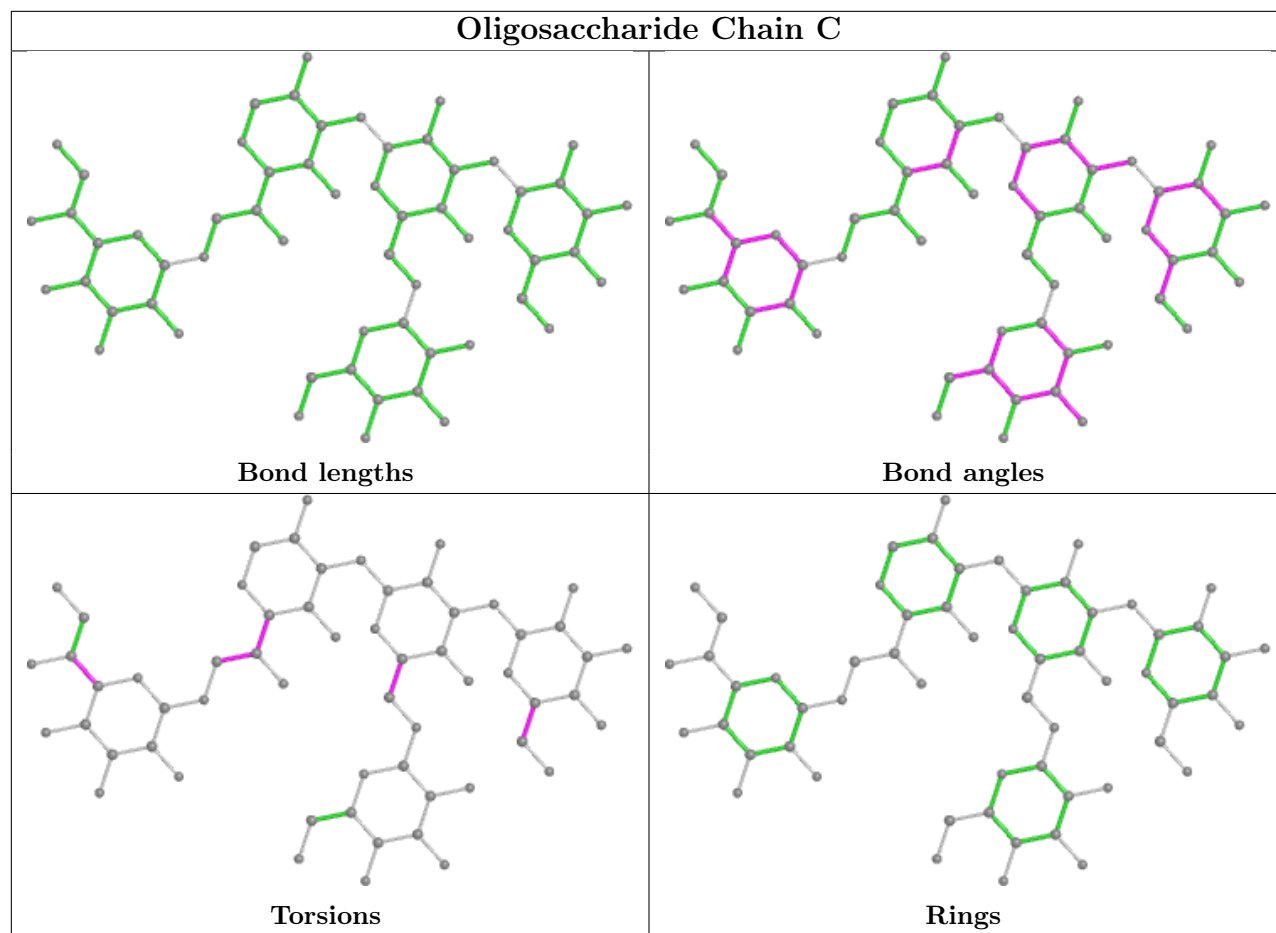 Oligosaccharide Chain C
Bond lengths
Bond angles
Torsions
Rings